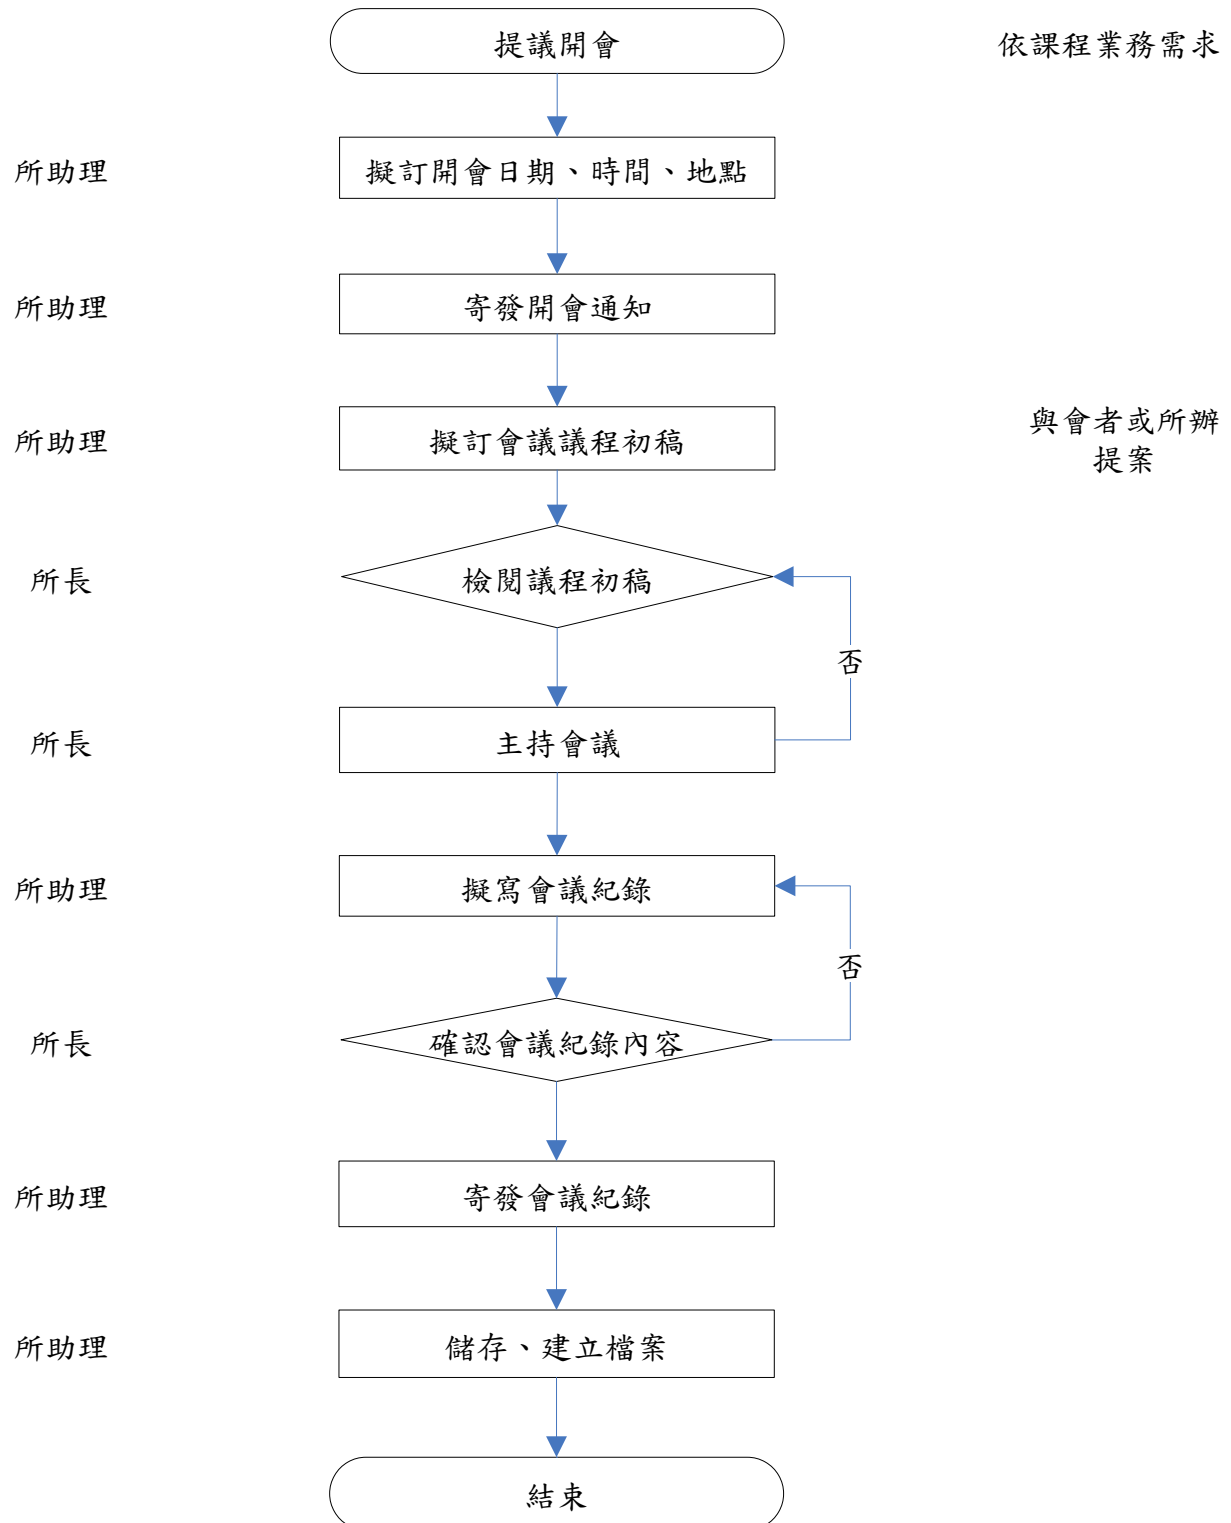 提議開會
依課程業務需求
所助理
擬訂開會日期、時間、地點
所助理
寄發開會通知
所助理
擬訂會議議程初稿
與會者或所辦
提案
所長
檢閱議程初稿
否
所長
主持會議
所助理
擬寫會議紀錄
否
所長
確認會議紀錄內容
所助理
寄發會議紀錄
所助理
儲存、建立檔案
結束